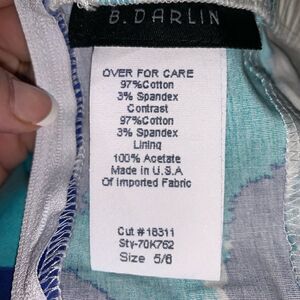 B. DARLIN
OVER FOR CARE
97%Cotton
3% Spandex
Contrast
97%Cotton
3% Spandex
Lining
100% Acetate
Made in U.S.A
Of Imported Fabric
Cut #16311
Sty-70K762
Size 5/6